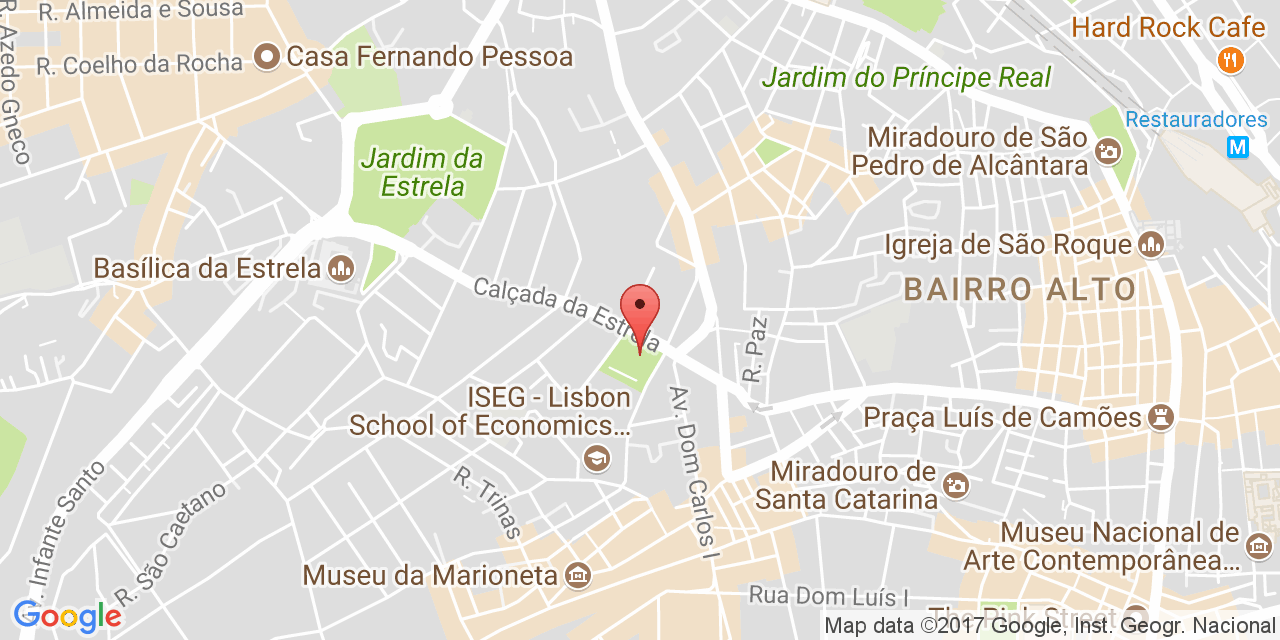 R. Almeida e Sousa
R. Azedo Gneco
R. Coelho da Rocha
Casa Fernando Pessoa
Hard Rock Cafe
Jardim do Príncipe Real
Restauradores
M
Miradouro de São
Pedro de Alcântara
Jardim da
Estrela
Igreja de São Roque
BAIRRO ALTO
Basílica da Estrela
Calçada da Estrela
R. Paz
ISEG - Lisbon
School of Economics...
Av. Dom Carlos I
Praça Luís de Camões
Miradouro de
Santa Catarina
R. Trinas
. Infante Santo
R. São Caetano
Museu Nacional de
Arte Contemporânea...
Museu da Marioneta
Rua Dom Luís I
The Pink Street
Google
Map data ©2017 Google, Inst. Geogr. Nacional